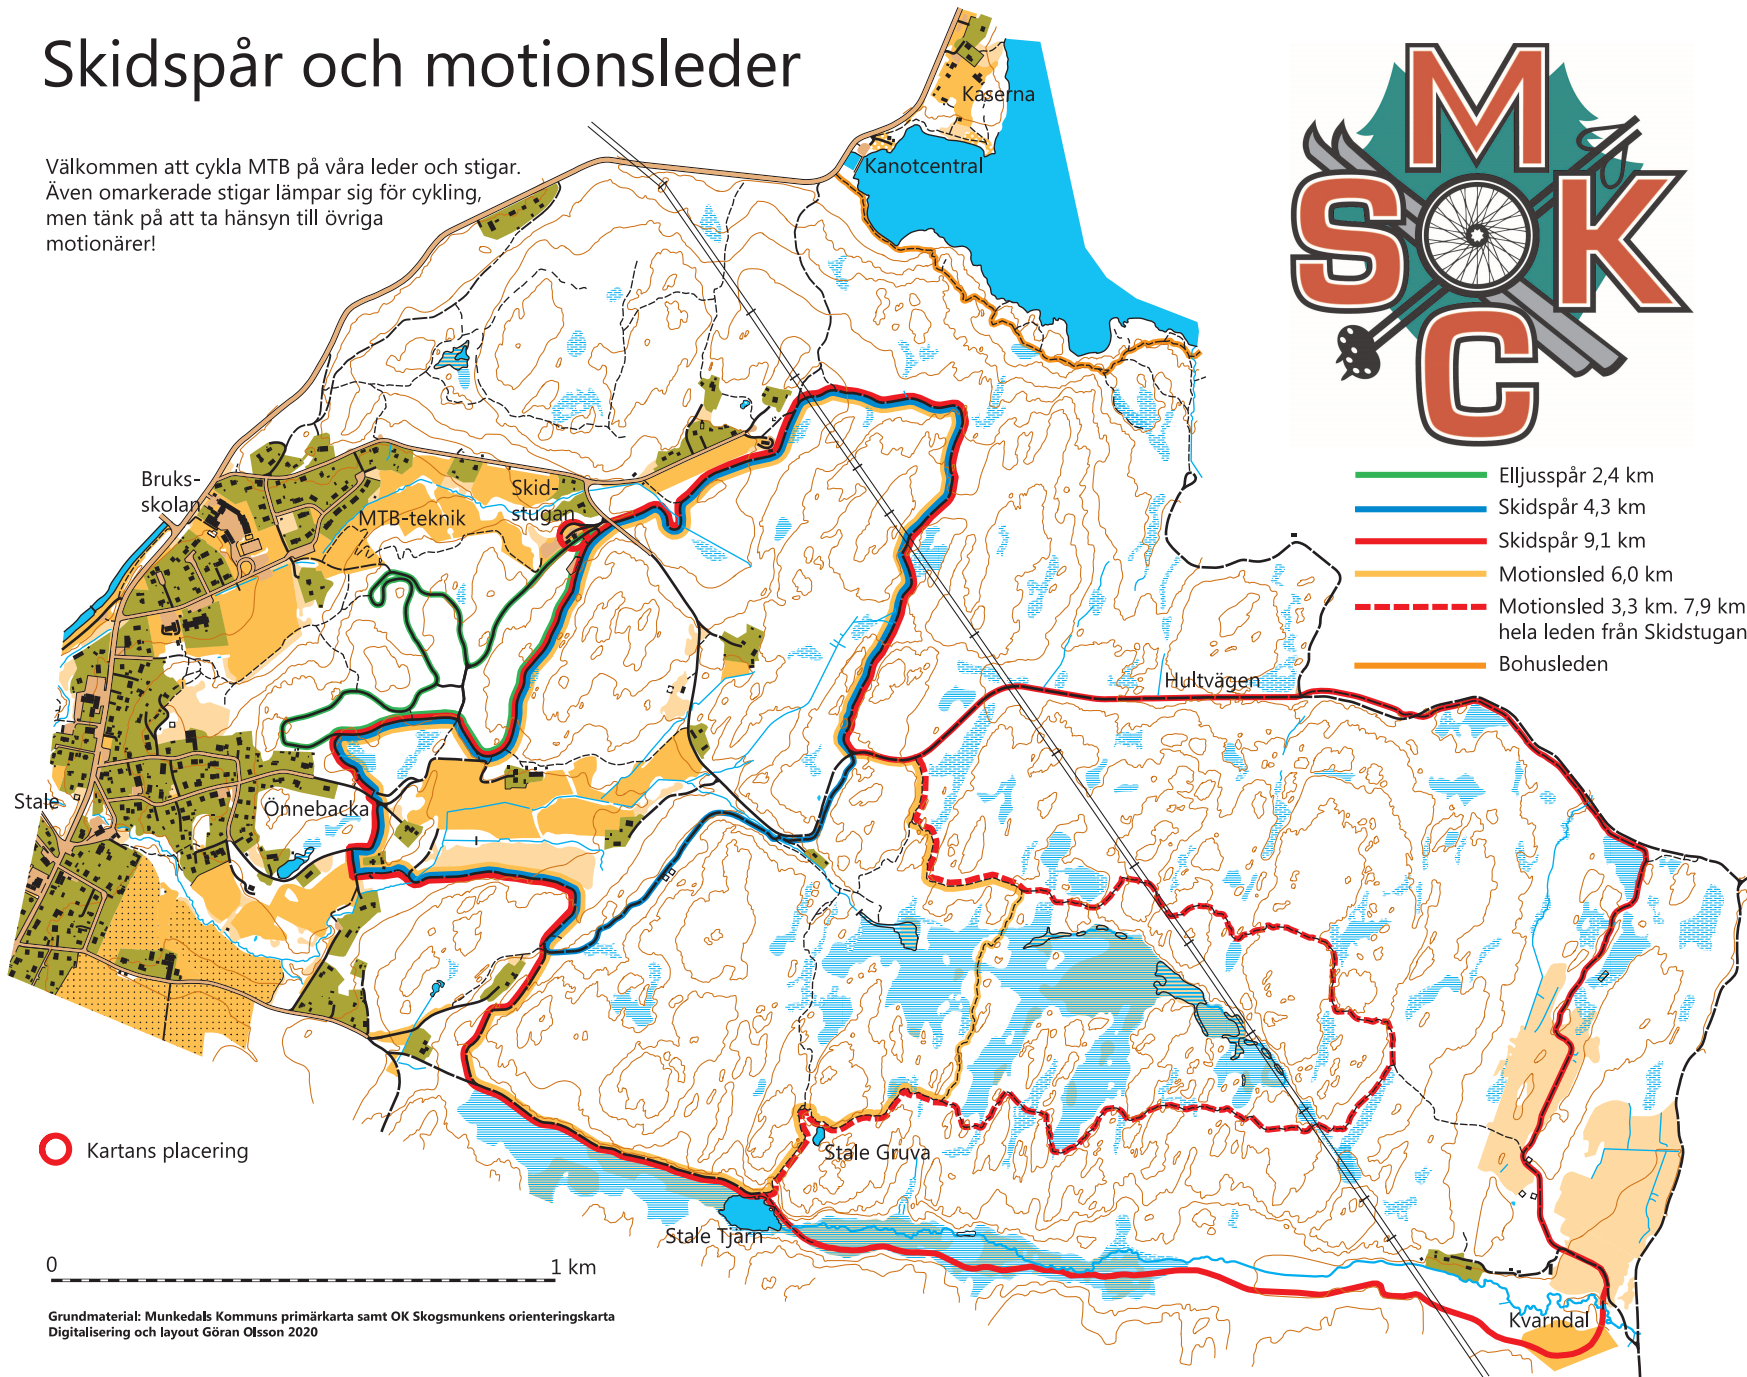 Skidspår och motionsleder
Välkommen att cykla MTB på våra leder och stigar.
Även omarkerade stigar lämpar sig för cykling,
men tänk på att ta hänsyn till övriga
motionärer!
Kaserna
Kanotcentral
M
S O K
C
Elljusspår 2,4 km
Skidspår 4,3 km
Skidspår 9,1 km
Motionsled 6,0 km
Motionsled 3,3 km. 7,9 km
hela leden från Skidstugan
Bohusleden
Bruks-
skolan
MTB-teknik
Skid-
stugan
Hultvägen
Stale
Önnebacka
Stale Gruva
Stale Tjärn
Kvarndal
Kartans placering
0 1 km
Grundmaterial: Munkedals Kommuns primärkarta samt OK Skogsmunkens orienteringskarta
Digitalisering och layout Göran Olsson 2020